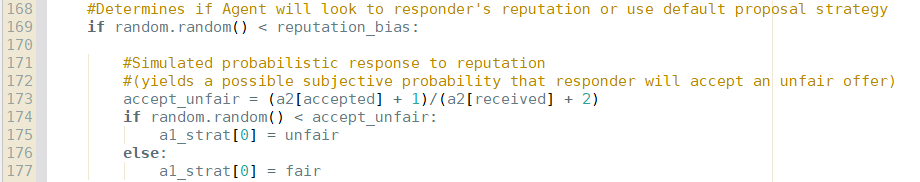 168 #Determines if Agent will look to responder's reputation or use default proposal strategy
169 if random.random() < reputation_bias:
170
171 #Simulated probabilistic response to reputation
172 #(yields a possible subjective probability that responder will accept an unfair offer)
173 accept_unfair = (a2[accepted] + 1)/(a2[received] + 2)
174 if random.random() < accept_unfair:
175 a1_strat[0] = unfair
176 else:
177 a1_strat[0] = fair